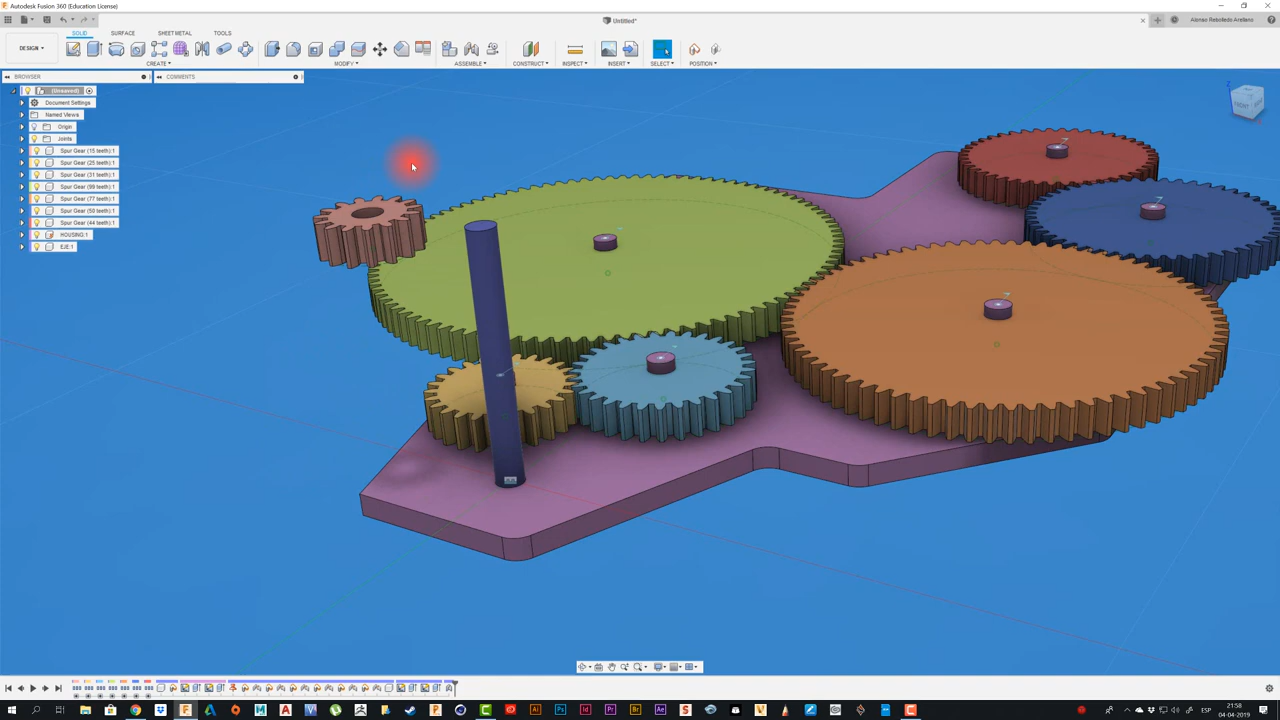 Autodesk Fusion 360 (Education License)
Untitled*
Alonso Rebolledo Arellano
DESIGN
SOLID
SURFACE
SHEET METAL
TOOLS
CREATE
MODIFY
ASSEMBLE
CONSTRUCT
INSPECT
INSERT
SELECT
POSITION
BROWSER
COMMENTS
(Unsaved)
Document Settings
Named Views
Origin
Joints
Spur Gear (15 teeth):1
Spur Gear (25 teeth):1
Spur Gear (31 teeth):1
Spur Gear (99 teeth):1
Spur Gear (77 teeth):1
Spur Gear (50 teeth):1
Spur Gear (44 teeth):1
HOUSING:1
EJE:1
ESP
21:58
04-04-2019